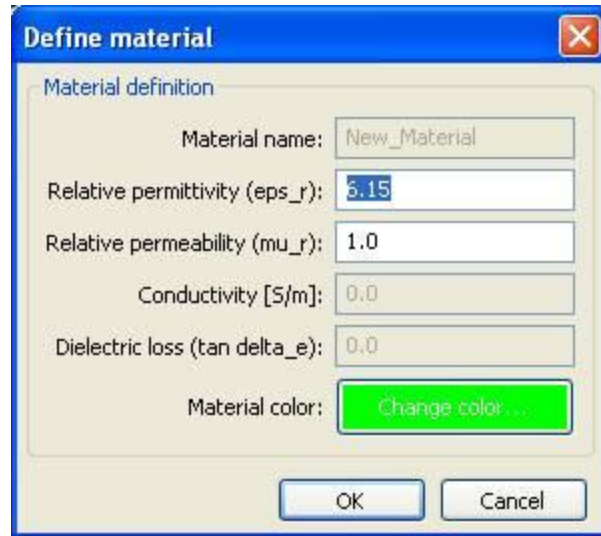 Define material
Material definition
Material name: New_Material
Relative permittivity (eps_r): 6.15
Relative permeability (mu_r): 1.0
Conductivity [S/m]: 0.0
Dielectric loss (tan delta_e): 0.0
Material color: Change color...
OK Cancel